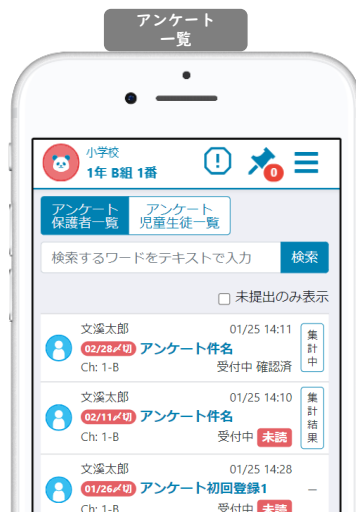 アンケート
一覧
小学校
1年 B組 1番
0
アンケート
保護者一覧
アンケート
児童生徒一覧
検索するワードをテキストで入力
検索
未提出のみ表示
文溪太郎 01/25 14:11
02/28〆切 アンケート件名
Ch: 1-B 受付中 確認済
集計中
文溪太郎 01/25 14:10
02/11〆切 アンケート件名
Ch: 1-B 受付中 未読
集計結果
文溪太郎 01/25 14:28
01/26〆切 アンケート初回登録1 –
Ch: 1-B 受付中 未読